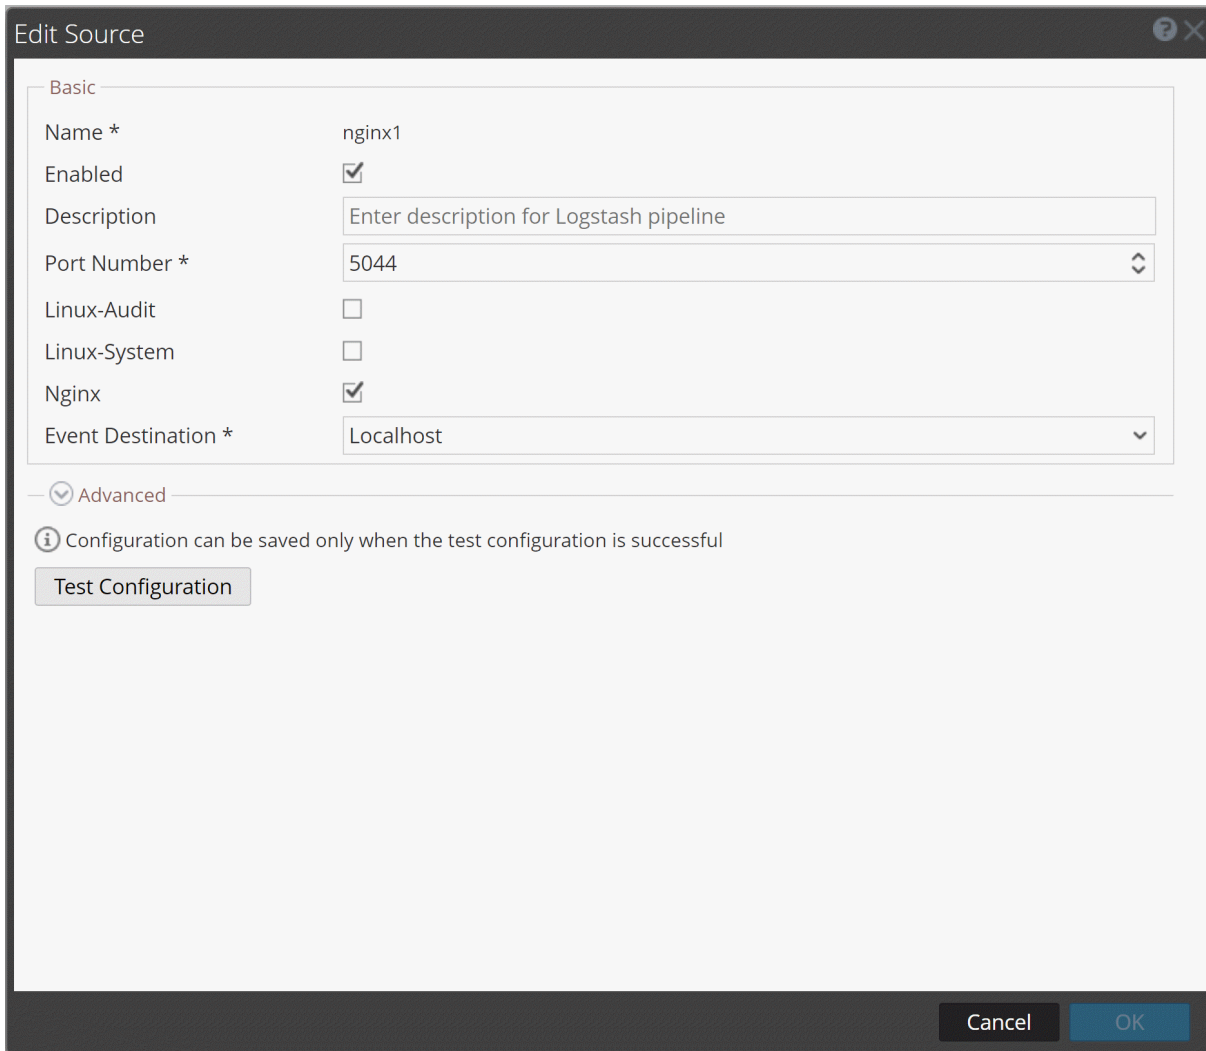 Edit Source
Basic
Name * nginx1
Enabled
Description Enter description for Logstash pipeline
Port Number * 5044
Linux-Audit
Linux-System
Nginx
Event Destination * Localhost
Advanced
Configuration can be saved only when the test configuration is successful
Test Configuration
Cancel OK